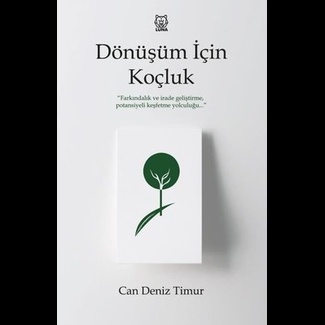 LUNA
Dönüşüm İçin
Koçluk
"Farkındalık ve irade geliştirme,
potansiyeli keşfetme yolculuğu..."
Can Deniz Timur